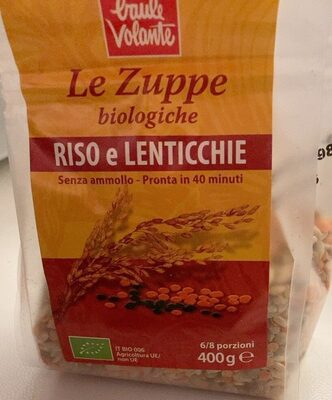 baule
Volante
Le Zuppe
biologiche
RISO e LENTICCHIE
Senza ammollo - Pronta in 40 minuti
IT BIO-006
Agricoltura UE/
non UE
6/8 porzioni
400g e